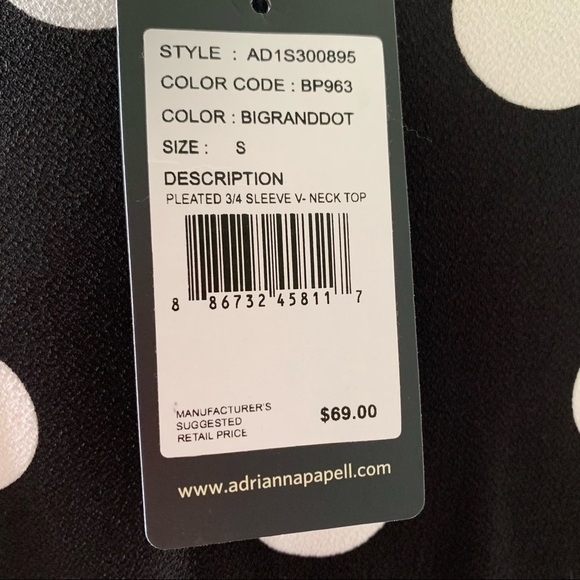 STYLE : AD1S300895
COLOR CODE : BP963
COLOR : BIGRANDDOT
SIZE : S
DESCRIPTION
PLEATED 3/4 SLEEVE V- NECK TOP
8 86732 45811 7
MANUFACTURER'S
SUGGESTED
RETAIL PRICE
$69.00
www.adriannapapell.com